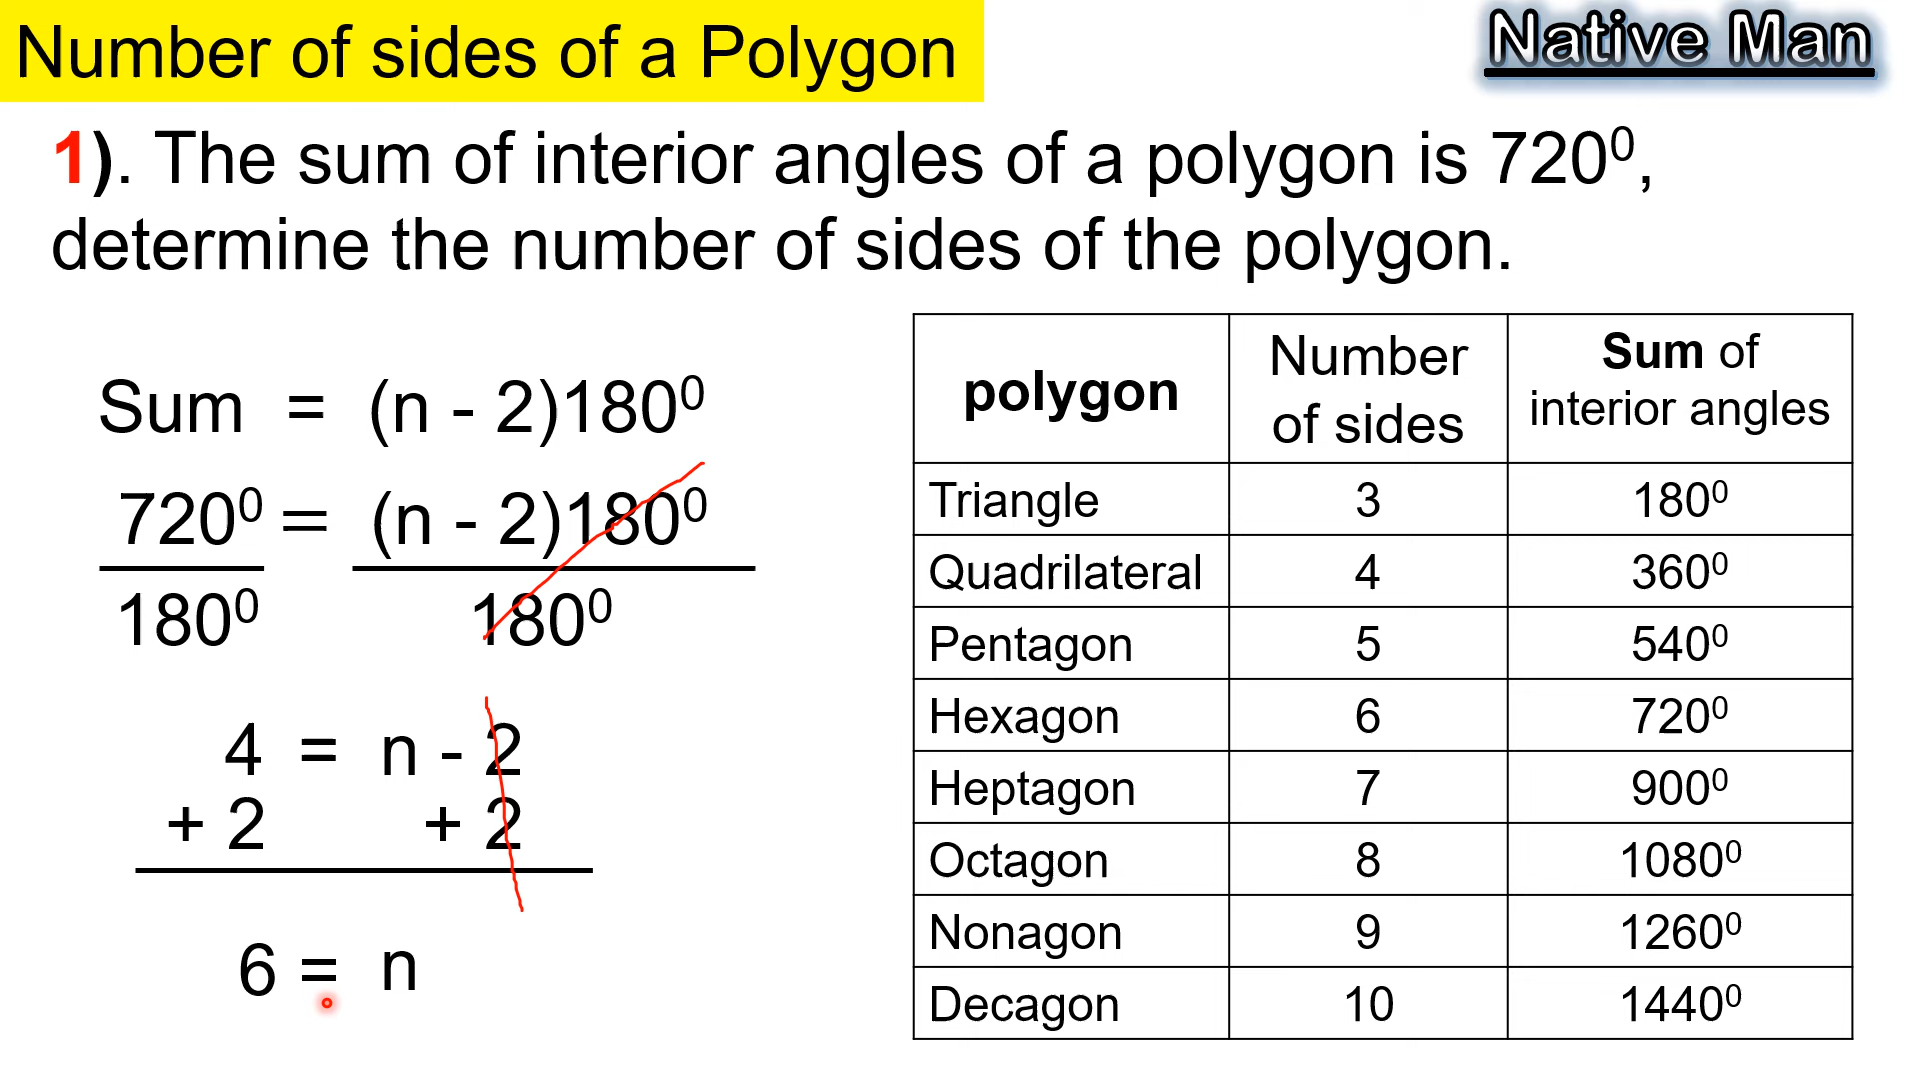 Number of sides of a Polygon
Native Man
1). The sum of interior angles of a polygon is 720⁰,
determine the number of sides of the polygon.
Sum = (n - 2)180⁰
720⁰ = (n - 2)180⁰
180⁰ 180⁰
4 = n - 2
+ 2 + 2
6 = n
polygon Number of sides Sum of interior angles
Triangle 3 180⁰
Quadrilateral 4 360⁰
Pentagon 5 540⁰
Hexagon 6 720⁰
Heptagon 7 900⁰
Octagon 8 1080⁰
Nonagon 9 1260⁰
Decagon 10 1440⁰